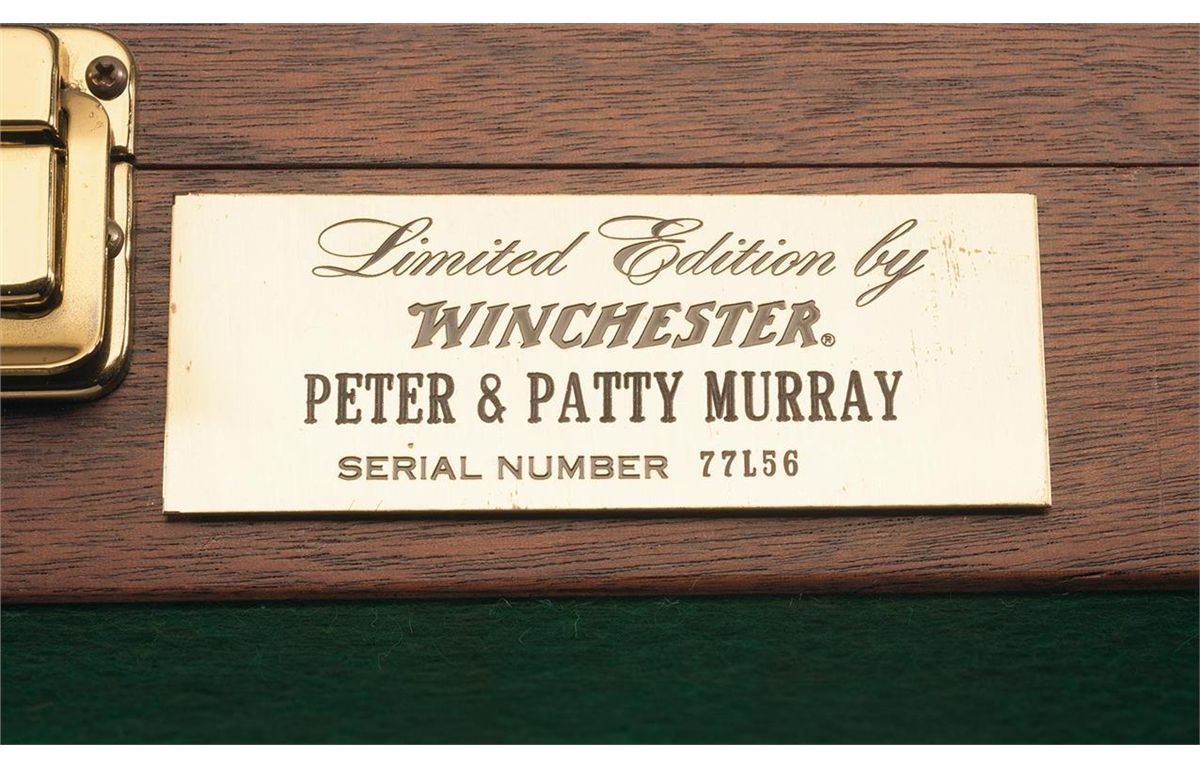 Limited Edition by
WINCHESTER®
PETER & PATTY MURRAY
SERIAL NUMBER 77L56